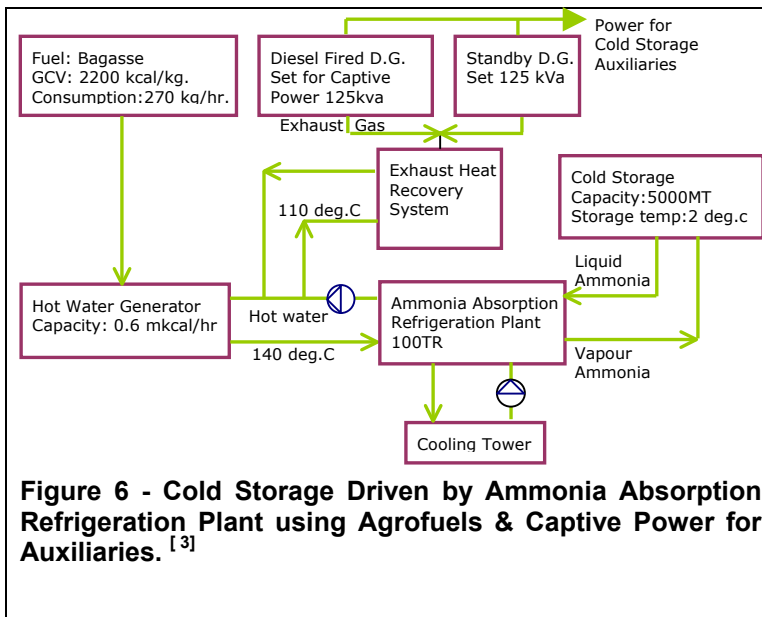 Fuel: Bagasse
GCV: 2200 kcal/kg.
Consumption:270 kg/hr.
Diesel Fired D.G.
Set for Captive
Power 125kva
Standby D.G.
Set 125 kVa
Power for
Cold Storage
Auxiliaries
Exhaust Gas
Exhaust Heat
Recovery
System
110 deg.C
Cold Storage
Capacity:5000MT
Storage temp:2 deg.c
Liquid
Ammonia
Hot Water Generator
Capacity: 0.6 mkcal/hr
Hot water
140 deg.C
Ammonia Absorption
Refrigeration Plant
100TR
Vapour
Ammonia
Cooling Tower
Figure 6 - Cold Storage Driven by Ammonia Absorption
Refrigeration Plant using Agrofuels & Captive Power for
Auxiliaries. [3]